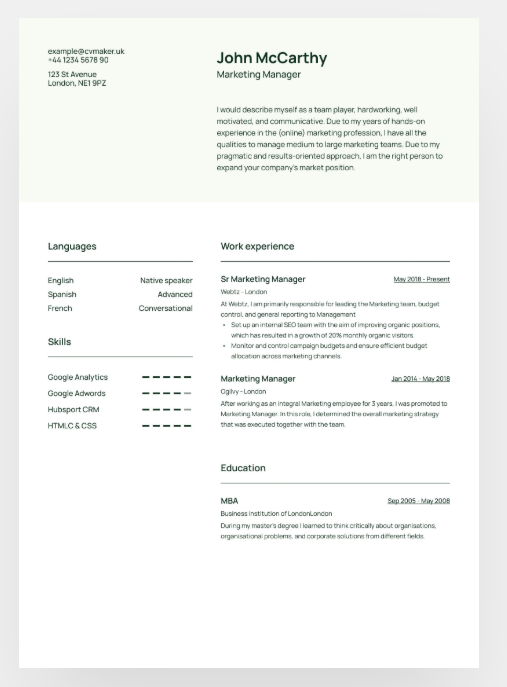 example@cvmaker.uk
+44 1234 5678 90
123 St Avenue
London, NE1 9PZ
John McCarthy
Marketing Manager
I would describe myself as a team player, hardworking, well
motivated, and communicative. Due to my years of hands-on
experience in the (online) marketing profession, I have all the
qualities to manage medium to large marketing teams. Due to my
pragmatic and results-oriented approach, I am the right person to
expand your company's market position.
Languages
English Native speaker
Spanish Advanced
French Conversational
Skills
Google Analytics
Google Adwords
Hubsport CRM
HTMLC & CSS
Work experience
Sr Marketing Manager May 2018 - Present
Webtz - London
At Webtz, I am primarily responsible for leading the Marketing team, budget
control, and general reporting to Management
• Set up an internal SEO team with the aim of improving organic positions,
which has resulted in a growth of 20% monthly organic visitors.
• Monitor and control campaign budgets and ensure efficient budget
allocation across marketing channels.
Marketing Manager Jan 2014 - May 2018
Ogilvy - London
After working as an integral Marketing employee for 3 years, I was promoted to
Marketing Manager. In this role, I determined the overall marketing strategy
that was executed together with the team.
Education
MBA Sep 2005 - May 2008
Business Institution of LondonLondon
During my master's degree I learned to think critically about organisations,
organisational problems, and corporate solutions from different fields.